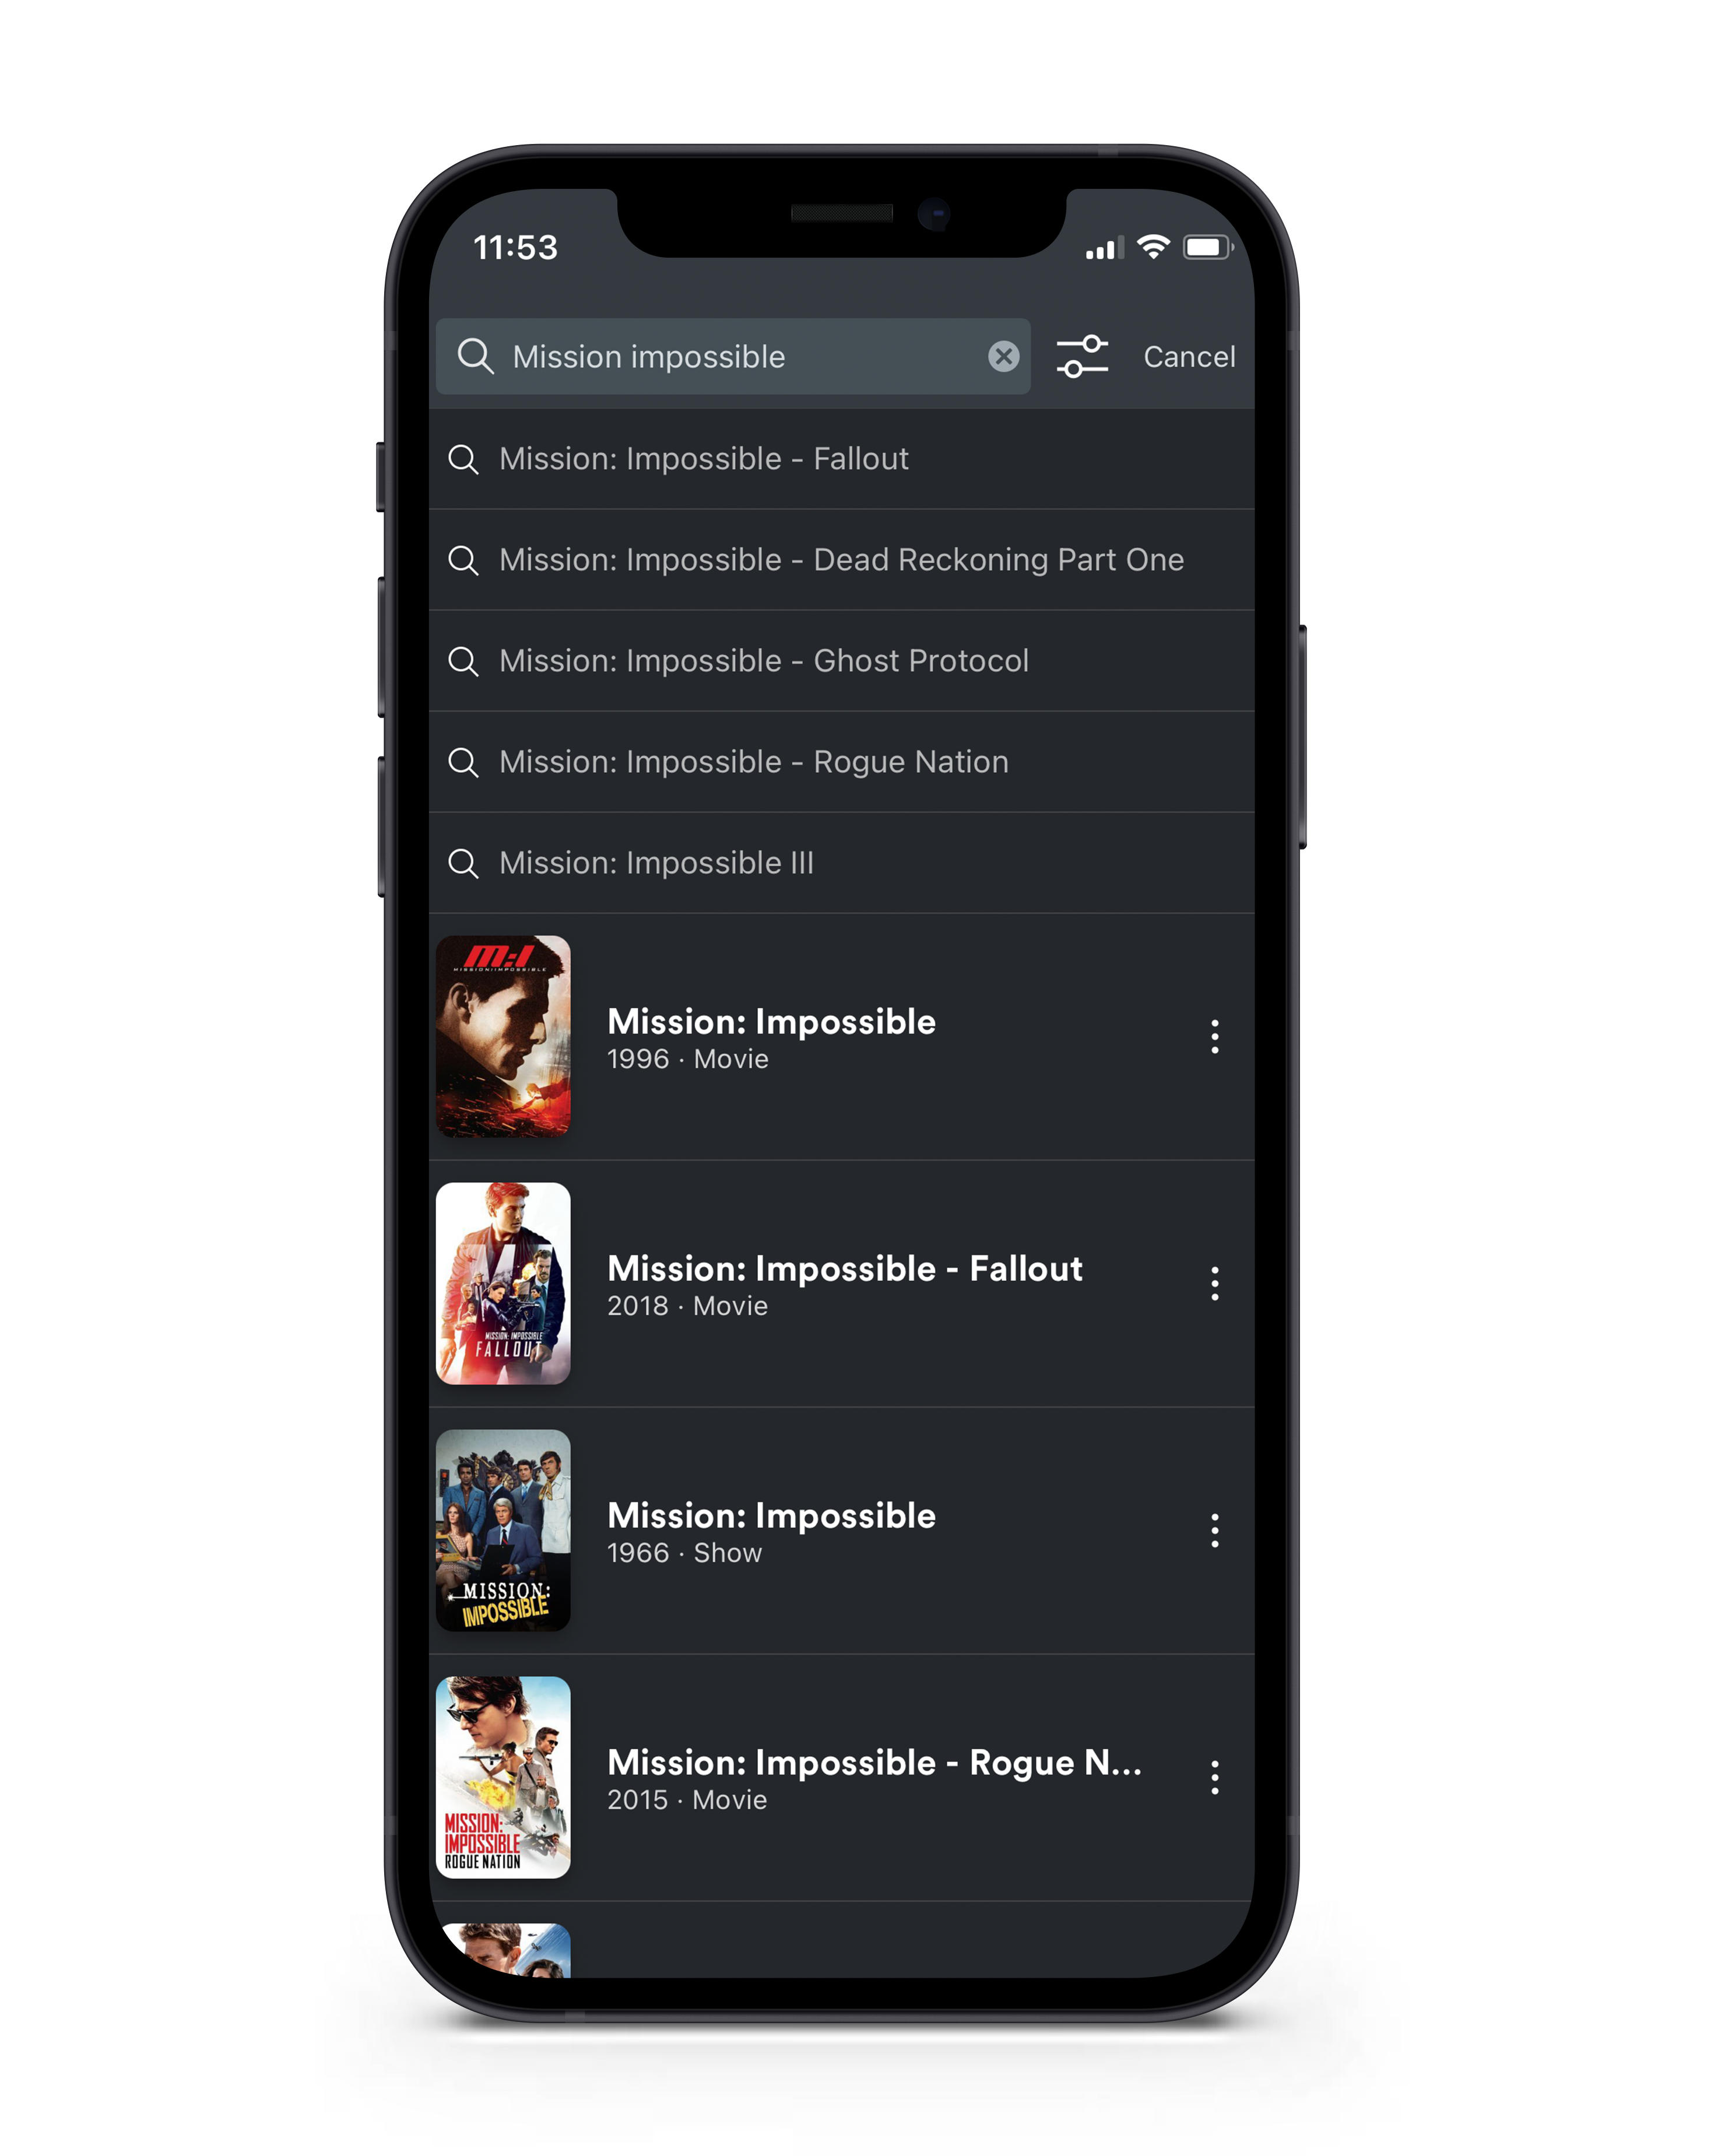 11:53
Mission impossible
Cancel
Mission: Impossible - Fallout
Mission: Impossible - Dead Reckoning Part One
Mission: Impossible - Ghost Protocol
Mission: Impossible - Rogue Nation
Mission: Impossible III
M:I
MISSION:IMPOSSIBLE
Mission: Impossible
1996 · Movie
MISSION: IMPOSSIBLE
FALLOUT
Mission: Impossible - Fallout
2018 · Movie
MISSION:
IMPOSSIBLE
Mission: Impossible
1966 · Show
MISSION:
IMPOSSIBLE
ROGUE NATION
Mission: Impossible - Rogue N...
2015 · Movie